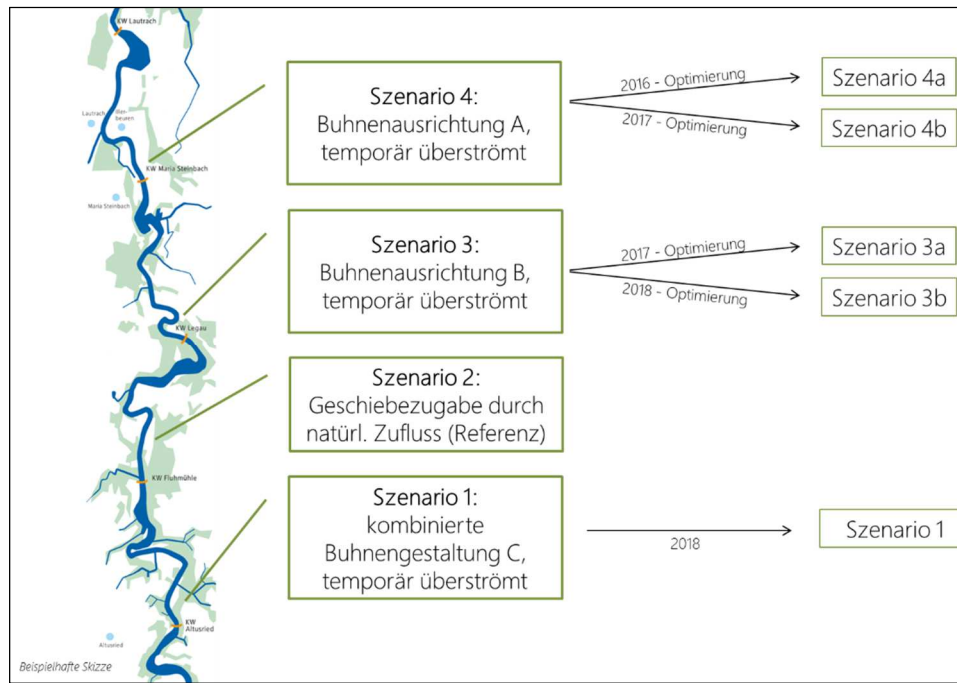 KW Lautrach
Lautrach
Illerbeuren
KW Maria Steinbach
Maria Steinbach
KW Legau
KW Fluhmühle
KW
Altusried
Altusried
Beispielhafte Skizze
Szenario 4:
Buhnenausrichtung A,
temporär überströmt
2016 - Optimierung
2017 - Optimierung
Szenario 4a
Szenario 4b
Szenario 3:
Buhnenausrichtung B,
temporär überströmt
2017 - Optimierung
2018 - Optimierung
Szenario 3a
Szenario 3b
Szenario 2:
Geschiebezugabe durch
natürl. Zufluss (Referenz)
Szenario 1:
kombinierte
Buhnengestaltung C,
temporär überströmt
2018
Szenario 1